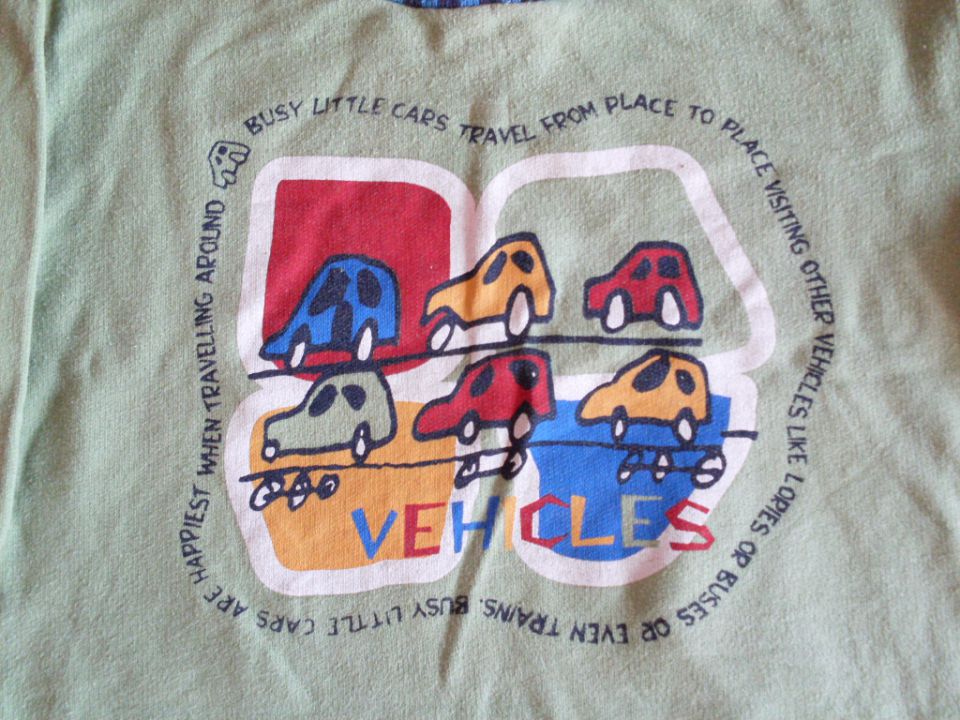 BUSY LITTLE CARS TRAVEL FROM PLACE TO PLACE VISITING OTHER VEHICLES LIKE LORIES OR BUSES OR EVEN TRAINS. BUSY LITTLE CARS ARE HAPPIEST WHEN TRAVELLING AROUND
VEHICLES